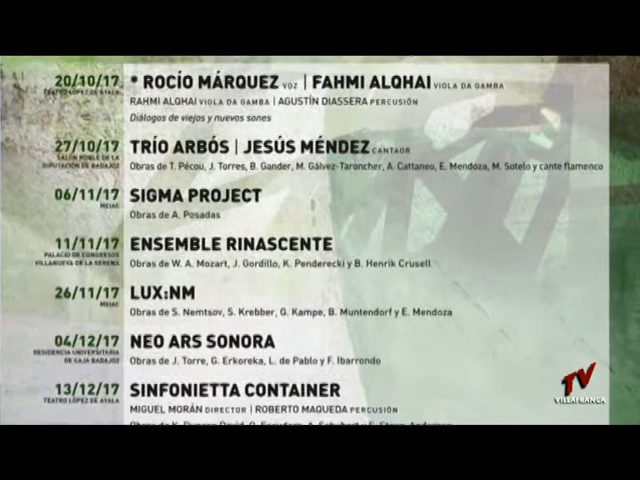 20/10/17 * ROCÍO MÁRQUEZ VOZ | FAHMI ALQHAI VIOLA DA GAMBA
TEATRO LÓPEZ DE AYALA
RAHMI ALQHAI VIOLA DA GAMBA | AGUSTÍN DIASSERA PERCUSIÓN
Diálogos de viejos y nuevos sones
27/10/17 TRÍO ARBÓS | JESÚS MÉNDEZ CANTAOR
SALÓN NOBLE DE LA
DIPUTACIÓN DE BADAJOZ
Obras de T. Pécou, J. Torres, B. Gander, M. Gálvez-Taroncher, A. Cattaneo, E. Mendoza, M. Sotelo y cante flamenco
06/11/17 SIGMA PROJECT
MEIAC
Obras de A. Posadas
11/11/17 ENSEMBLE RINASCENTE
PALACIO DE CONGRESOS
VILLANUEVA DE LA SERENA
Obras de W. A. Mozart, J. Gordillo, K. Penderecki y B. Henrik Crusell
26/11/17 LUX:NM
MEIAC
Obras de S. Nemtsov, S. Krebber, G. Kampe, B. Muntendorf y E. Mendoza
04/12/17 NEO ARS SONORA
RESIDENCIA UNIVERSITARIA
DE CAJA BADAJOZ
Obras de J. Torre, G. Erkoreka, L. de Pablo y F. Ibarrondo
13/12/17 SINFONIETTA CONTAINER
TEATRO LÓPEZ DE AYALA
MIGUEL MORÁN DIRECTOR | ROBERTO MAQUEDA PERCUSIÓN
TV
VILLAFRANCA